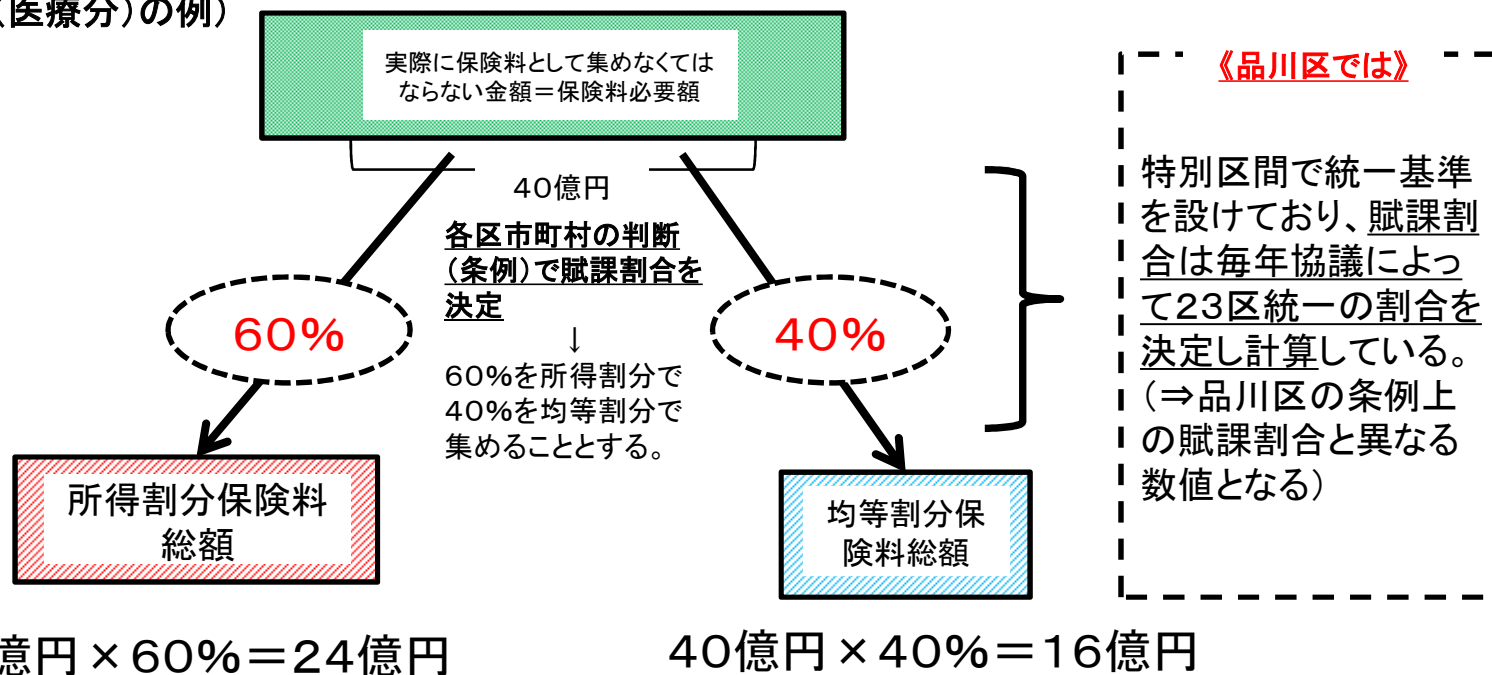 （医療分）の例）
実際に保険料として集めなくては
ならない金額＝保険料必要額
40億円
各区市町村の判断
（条例）で賦課割合を
決定
↓
60%を所得割分で
40%を均等割分で
集めることとする。
60%
40%
所得割分保険料
総額
均等割分保
険料総額
億円×60%＝24億円
40億円×40%＝16億円
《品川区では》
特別区間で統一基準
を設けており、賦課割
合は毎年協議によっ
て23区統一の割合を
決定し計算している。
（⇒品川区の条例上
の賦課割合と異なる
数値となる）